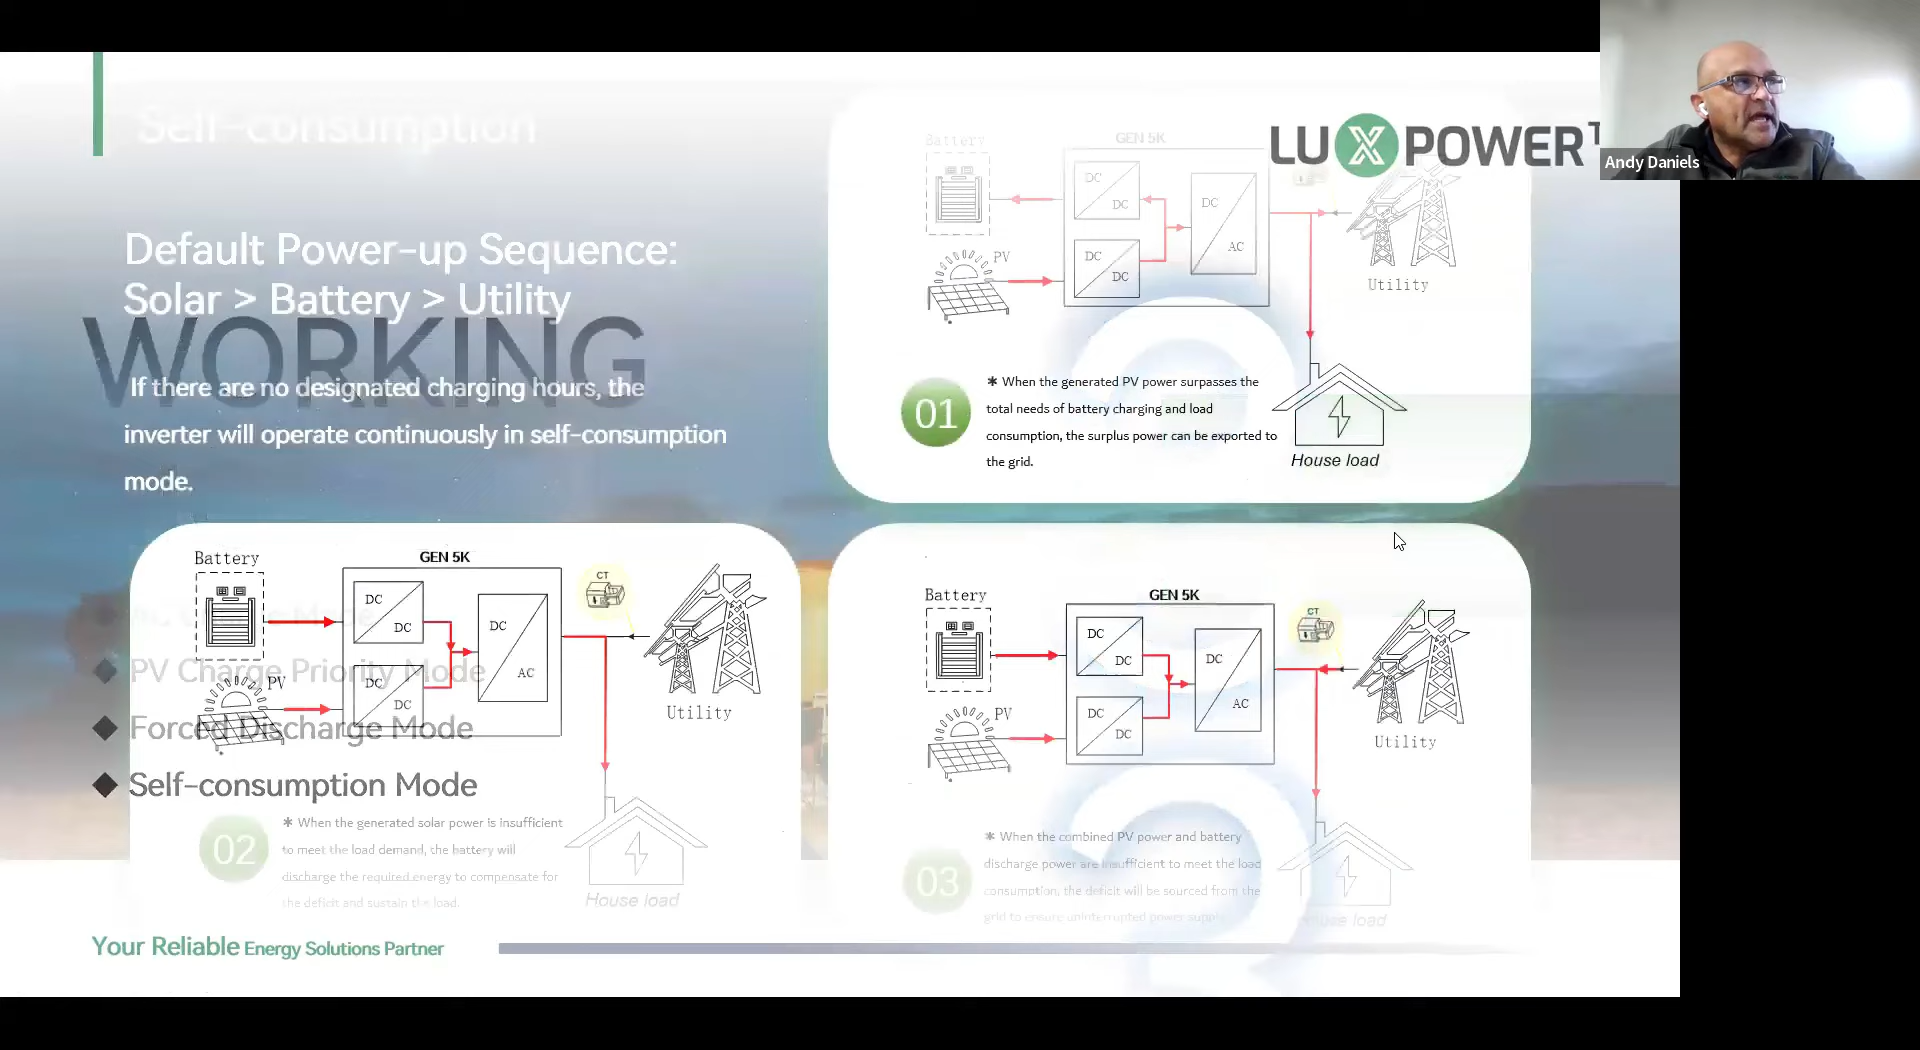 Self-consumption
LUXPOWER
Andy Daniels
Default Power-up Sequence:
Solar > Battery > Utility
WORKING
If there are no designated charging hours, the
inverter will operate continuously in self-consumption
mode.
Battery
GEN 5K
DC
DC
DC
AC
PV
DC
DC
Utility
01
* When the generated PV power surpasses the
total needs of battery charging and load
consumption, the surplus power can be exported to
the grid.
House load
Battery
GEN 5K
CT
DC
DC
DC
AC
PV
DC
DC
Utility
Mode
PV Charge Priority Mode
Forced Discharge Mode
Self-consumption Mode
02
* When the generated solar power is insufficient
to meet the load demand, the battery will
discharge the required energy to compensate for
the deficit and sustain the load.
House load
Battery
GEN 5K
CT
DC
DC
DC
AC
PV
DC
DC
Utility
03
* When the combined PV power and battery
discharge power are insufficient to meet the load
consumption, the deficit will be sourced from the
grid to ensure uninterrupted power supply.
House load
Your Reliable Energy Solutions Partner